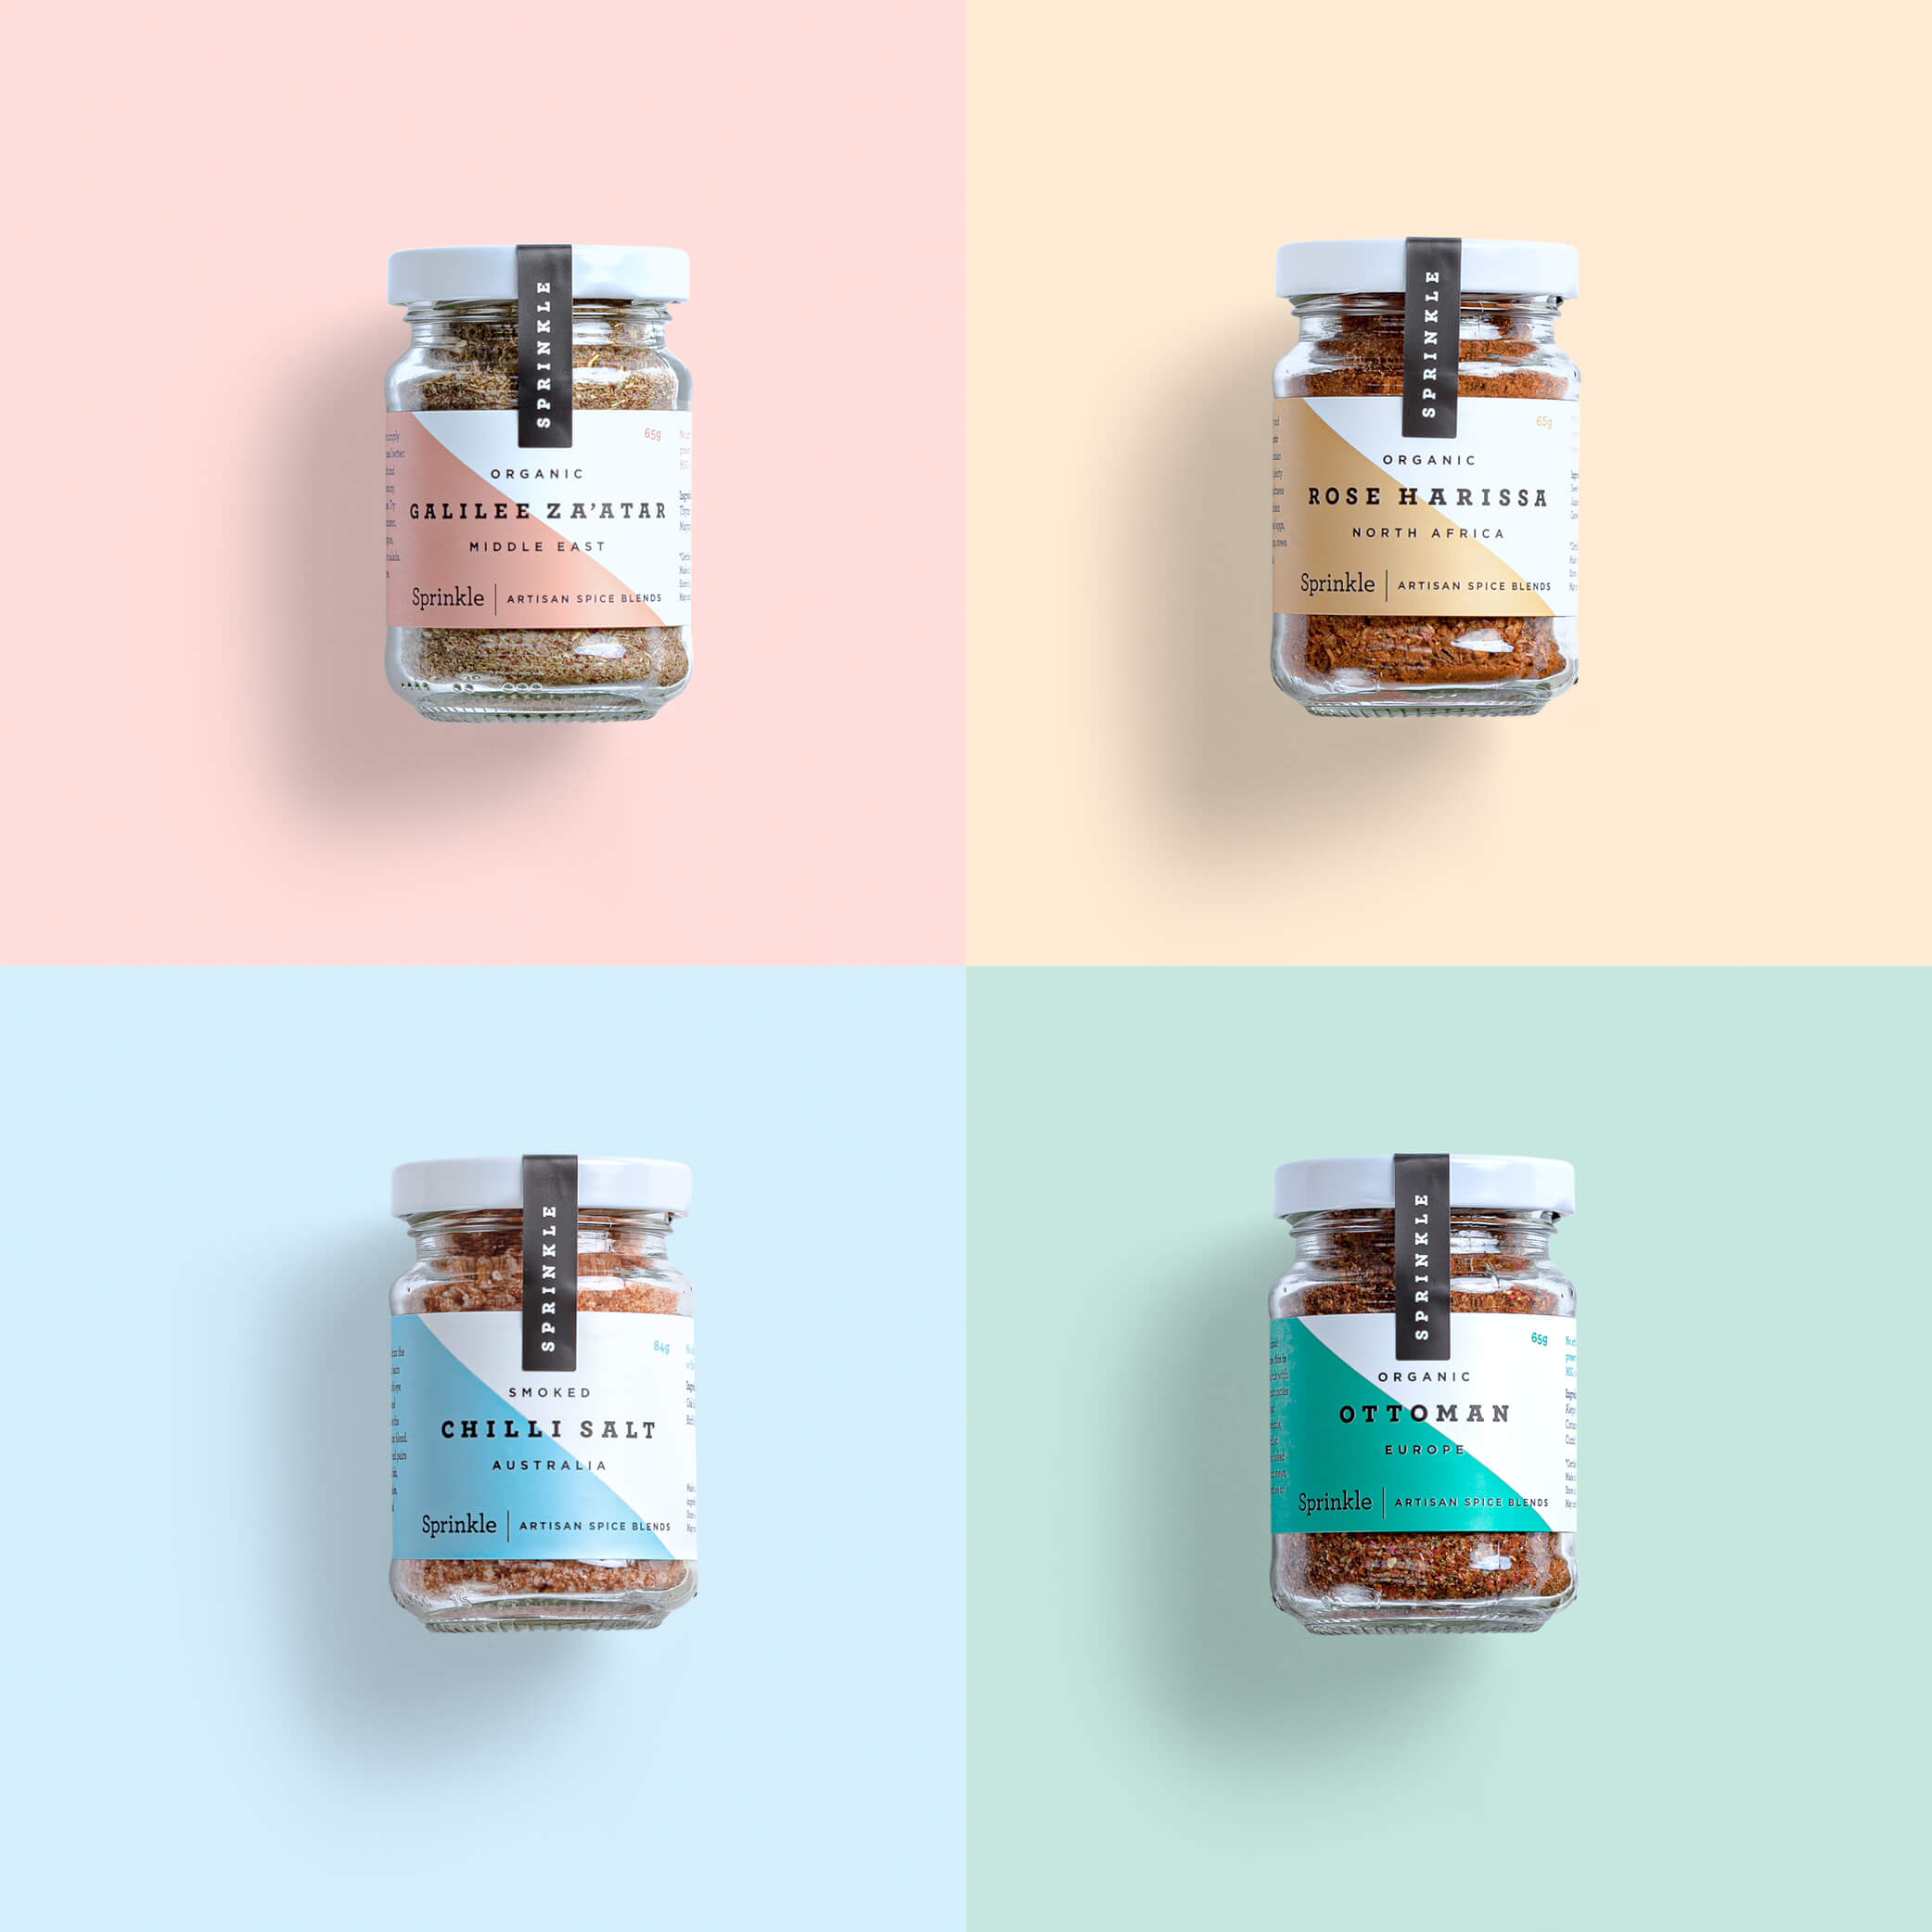 SPRINKLE
65g
ORGANIC
GALILEE ZA'ATAR
MIDDLE EAST
Sprinkle | ARTISAN SPICE BLENDS
SPRINKLE
65g
ORGANIC
ROSE HARISSA
NORTH AFRICA
Sprinkle | ARTISAN SPICE BLENDS
SPRINKLE
84g
SMOKED
CHILLI SALT
AUSTRALIA
Sprinkle | ARTISAN SPICE BLENDS
SPRINKLE
65g
ORGANIC
OTTOMAN
EUROPE
Sprinkle | ARTISAN SPICE BLENDS